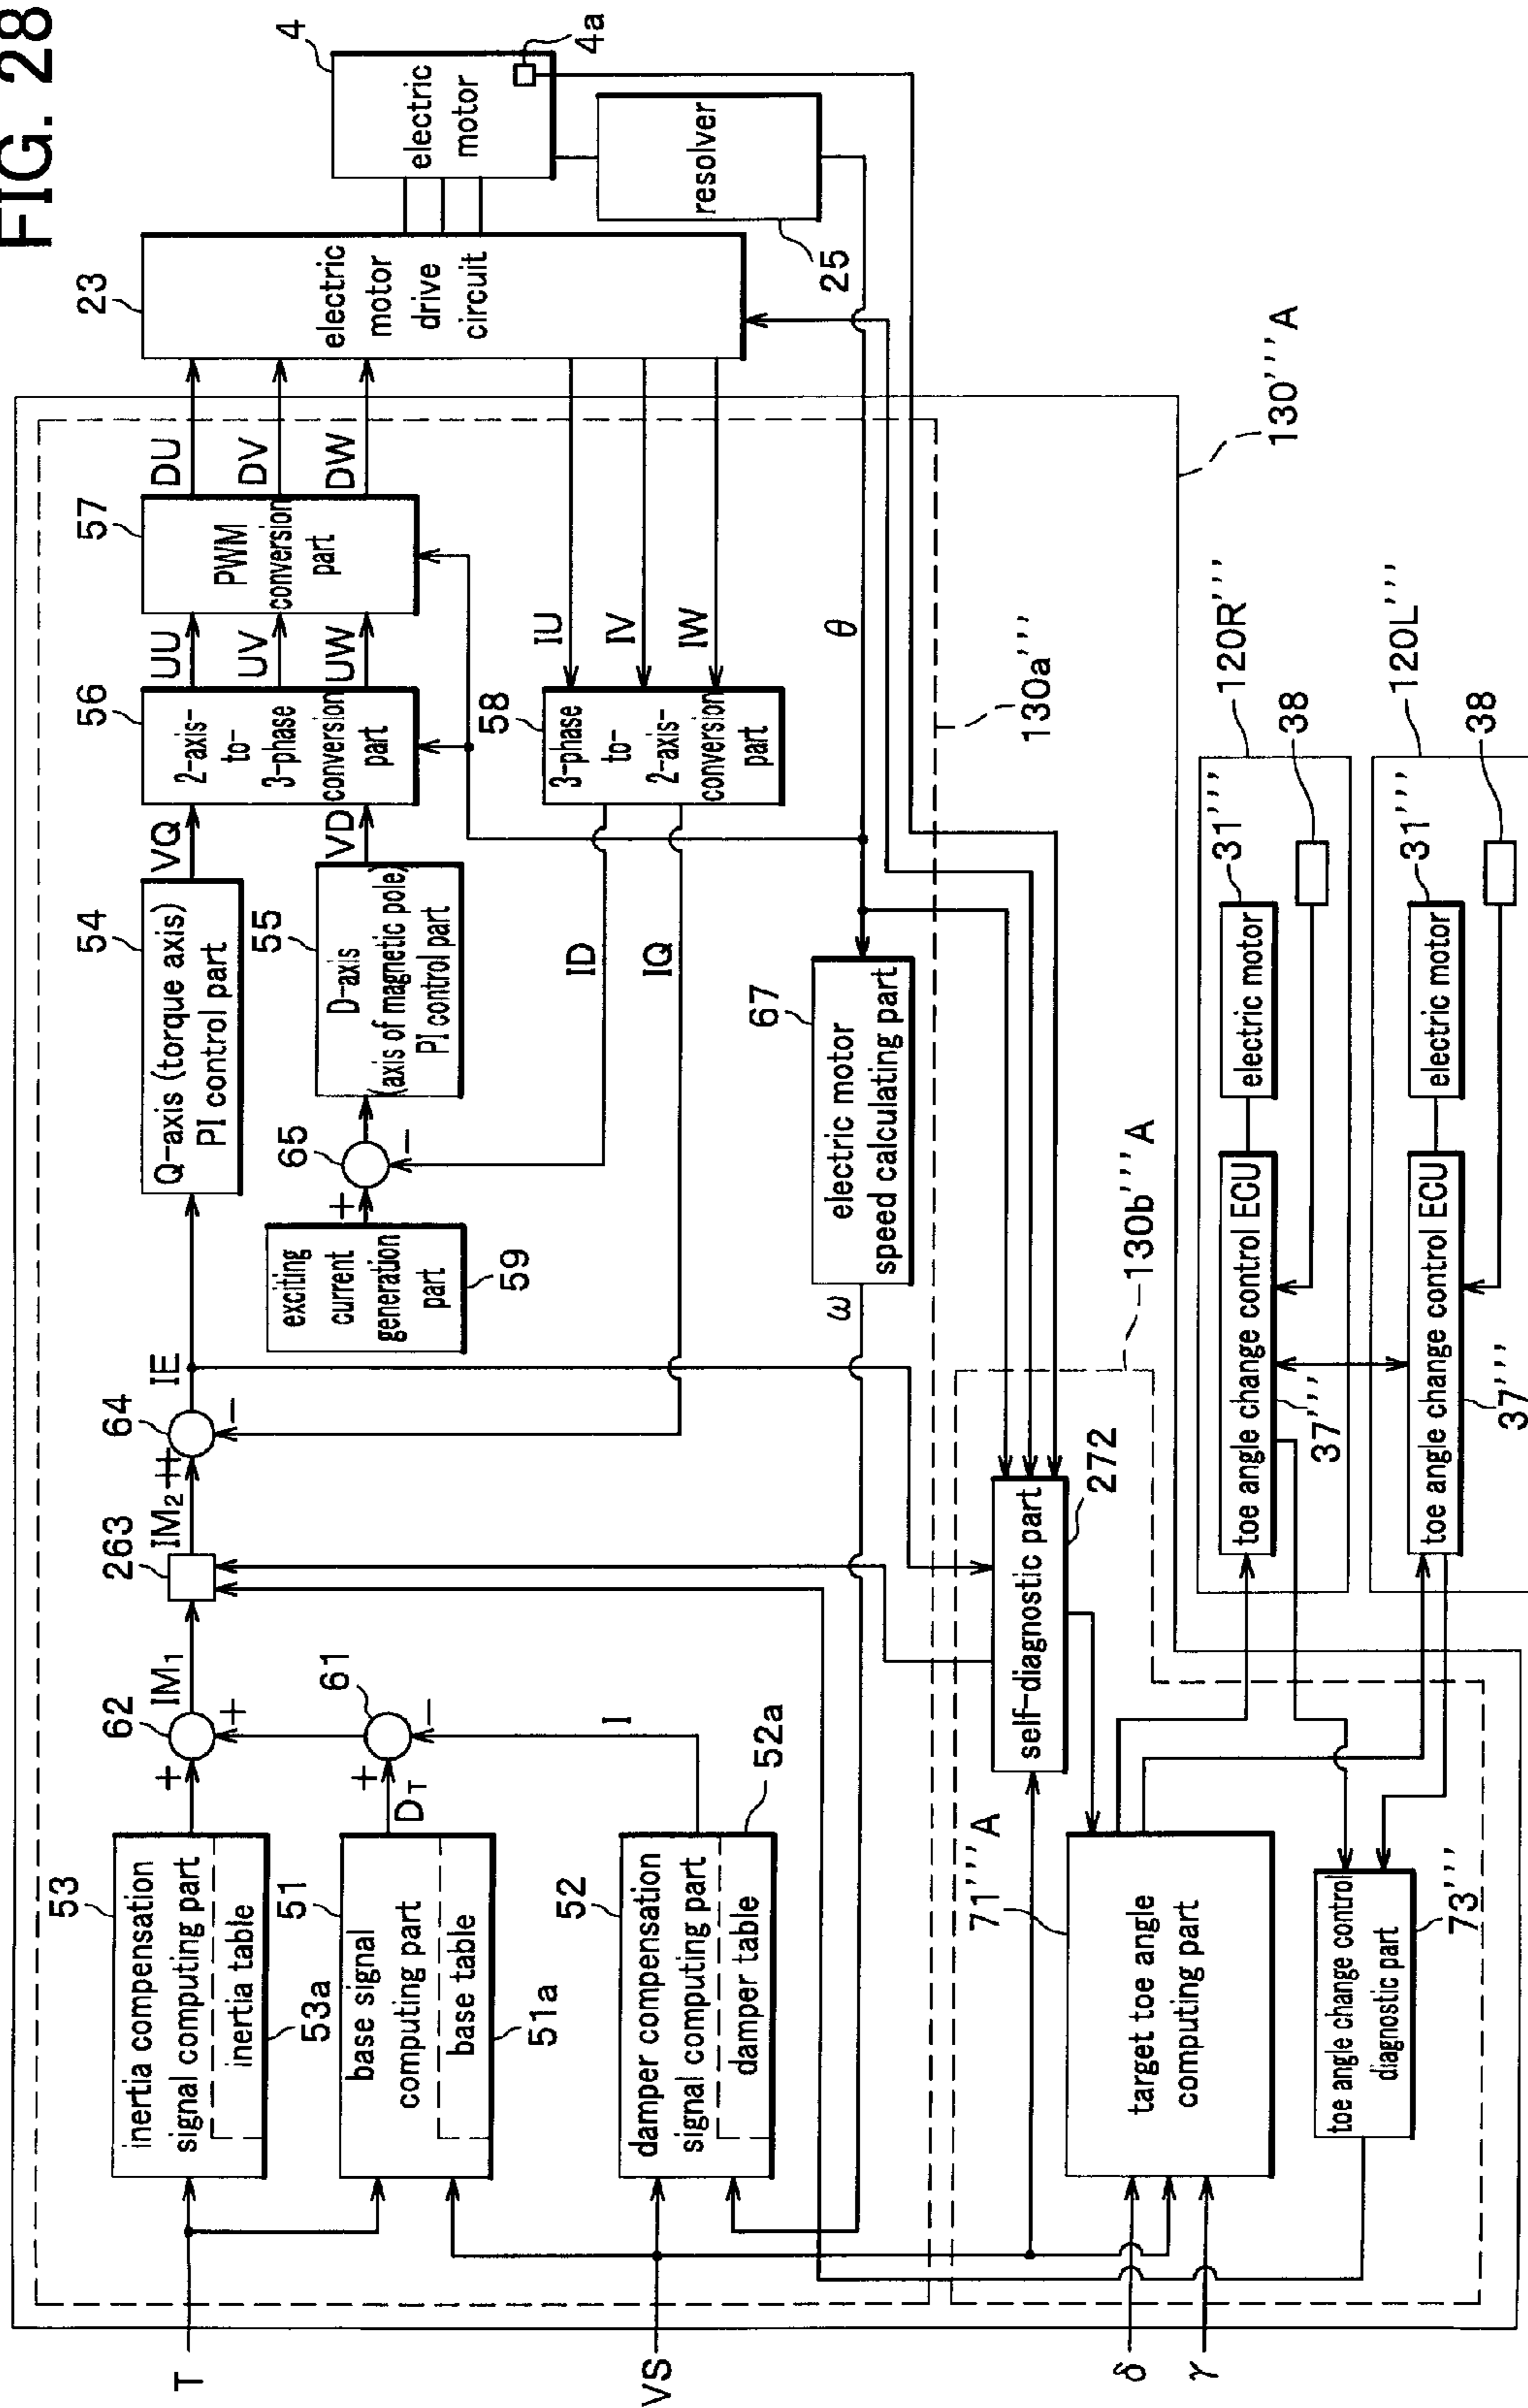 FIG. 28
T
VS
δ
γ
53
inertia compensation
signal computing part
inertia table
53a
51
base signal
computing part
base table
51a
52
damper compensation
signal computing part
damper table
52a
+
62
+
IM1
61
+
DT
-
I
263
IM2
+
64
-
IE
54
Q-axis (torque axis)
PI control part
VQ
exciting
current
generation
part
59
+
65
-
55
D-axis
(axis of magnetic pole)
PI control part
VD
ID
IQ
56
2-axis-
to-
3-phase
conversion
part
UU
UV
UW
57
PWM
conversion
part
DU
DV
DW
58
3-phase
to-
2-axis-
conversion
part
IU
IV
IW
23
electric
motor
drive
circuit
4
electric
motor
4a
resolver
25
θ
67
electric motor
speed calculating part
ω
130a'''
130'''A
130b'''A
self-diagnostic part
272
71'''A
target toe angle
computing part
toe angle change control
diagnostic part
73'''
120R'''
toe angle change control ECU
37'''
electric motor
31'''
38
120L'''
toe angle change control ECU
37'''
electric motor
31'''
38